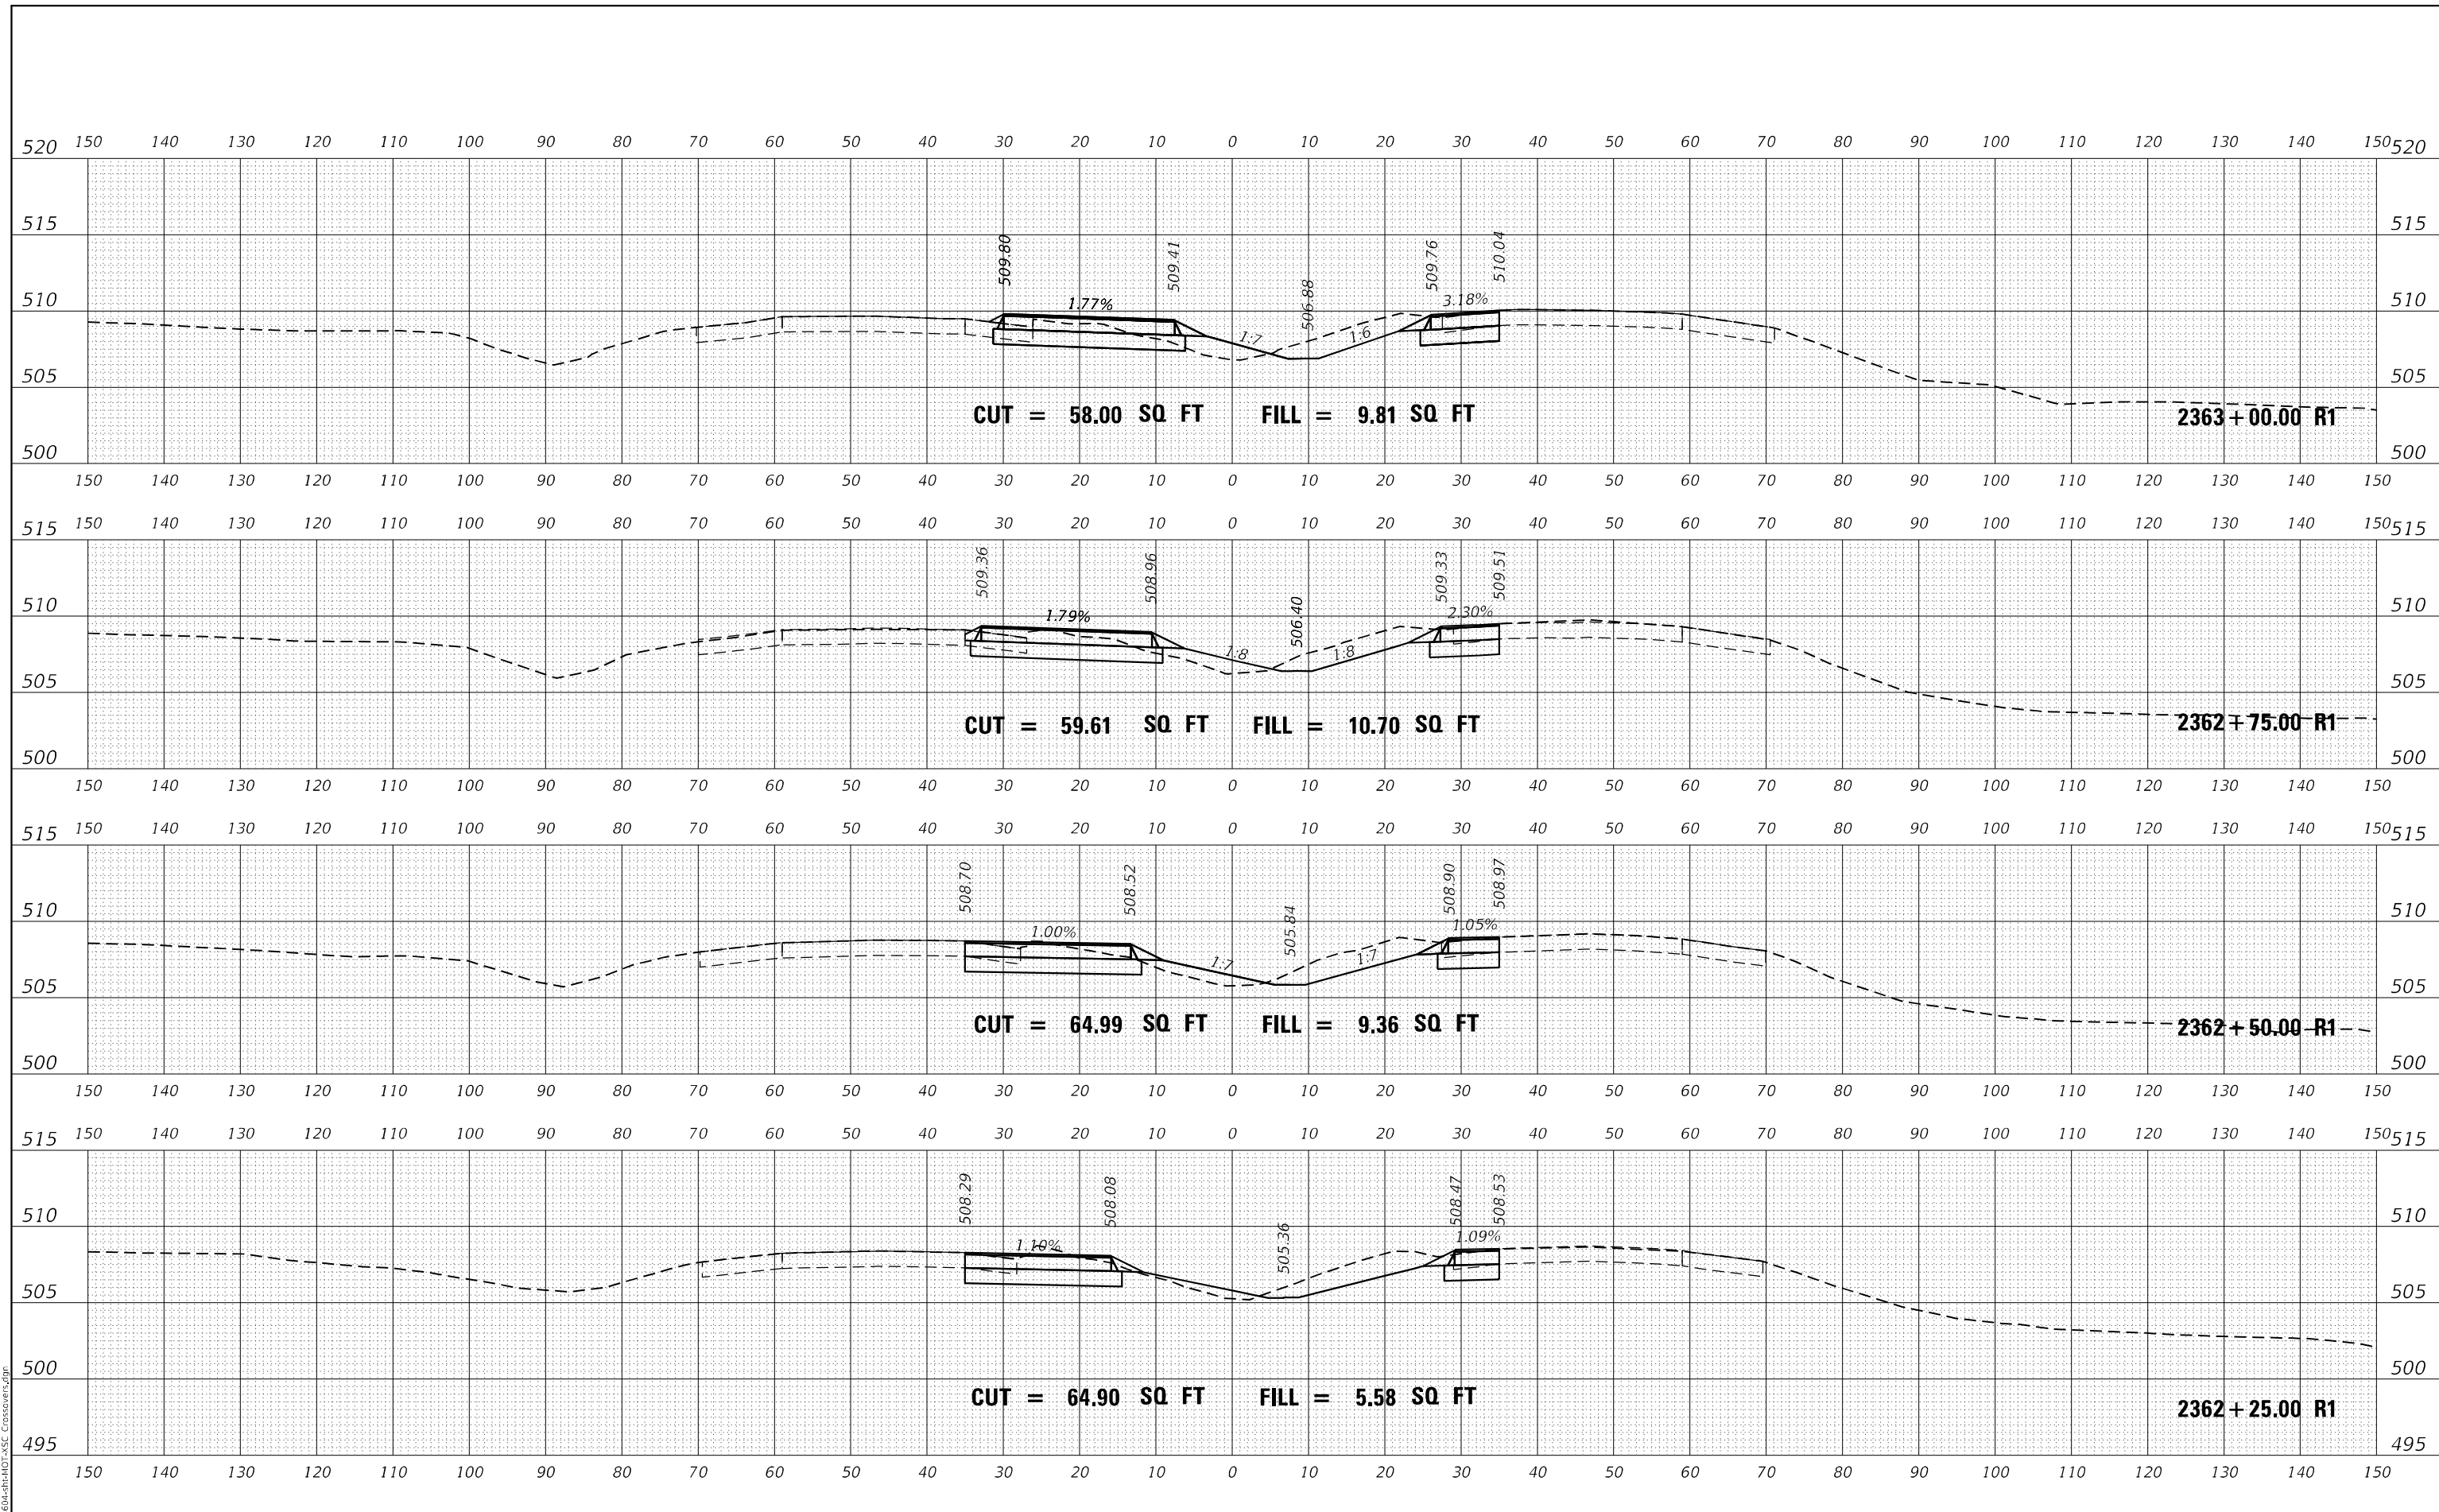 150 140 130 120 110 100 90 80 70 60 50 40 30 20 10 0 10 20 30 40 50 60 70 80 90 100 110 120 130 140 150
520 520
515 515
509.80 509.41 506.88 509.76 510.04
510 1.77% 3.18% 510
1:7 1:6
505 505
CUT = 58.00 SQ FT FILL = 9.81 SQ FT 2363+00.00 R1
500 500
150 140 130 120 110 100 90 80 70 60 50 40 30 20 10 0 10 20 30 40 50 60 70 80 90 100 110 120 130 140 150
150 140 130 120 110 100 90 80 70 60 50 40 30 20 10 0 10 20 30 40 50 60 70 80 90 100 110 120 130 140 150
515 515
509.36 508.96 506.40 509.33 509.51
510 1.79% 2.30% 510
1:8 1:8
505 505
CUT = 59.61 SQ FT FILL = 10.70 SQ FT 2362+75.00 R1
500 500
150 140 130 120 110 100 90 80 70 60 50 40 30 20 10 0 10 20 30 40 50 60 70 80 90 100 110 120 130 140 150
150 140 130 120 110 100 90 80 70 60 50 40 30 20 10 0 10 20 30 40 50 60 70 80 90 100 110 120 130 140 150
515 515
508.70 508.52 505.84 508.90 508.97
510 1.00% 1.05% 510
1:7 1:7
505 505
CUT = 64.99 SQ FT FILL = 9.36 SQ FT 2362+50.00 R1
500 500
150 140 130 120 110 100 90 80 70 60 50 40 30 20 10 0 10 20 30 40 50 60 70 80 90 100 110 120 130 140 150
150 140 130 120 110 100 90 80 70 60 50 40 30 20 10 0 10 20 30 40 50 60 70 80 90 100 110 120 130 140 150
515 515
508.29 508.08 505.36 508.47 508.53
510 1.10% 1.09% 510
505 505
500 500
CUT = 64.90 SQ FT FILL = 5.58 SQ FT 2362+25.00 R1
495 495
150 140 130 120 110 100 90 80 70 60 50 40 30 20 10 0 10 20 30 40 50 60 70 80 90 100 110 120 130 140 150
604-sht-MOT-XSC_Crossovers.dgn